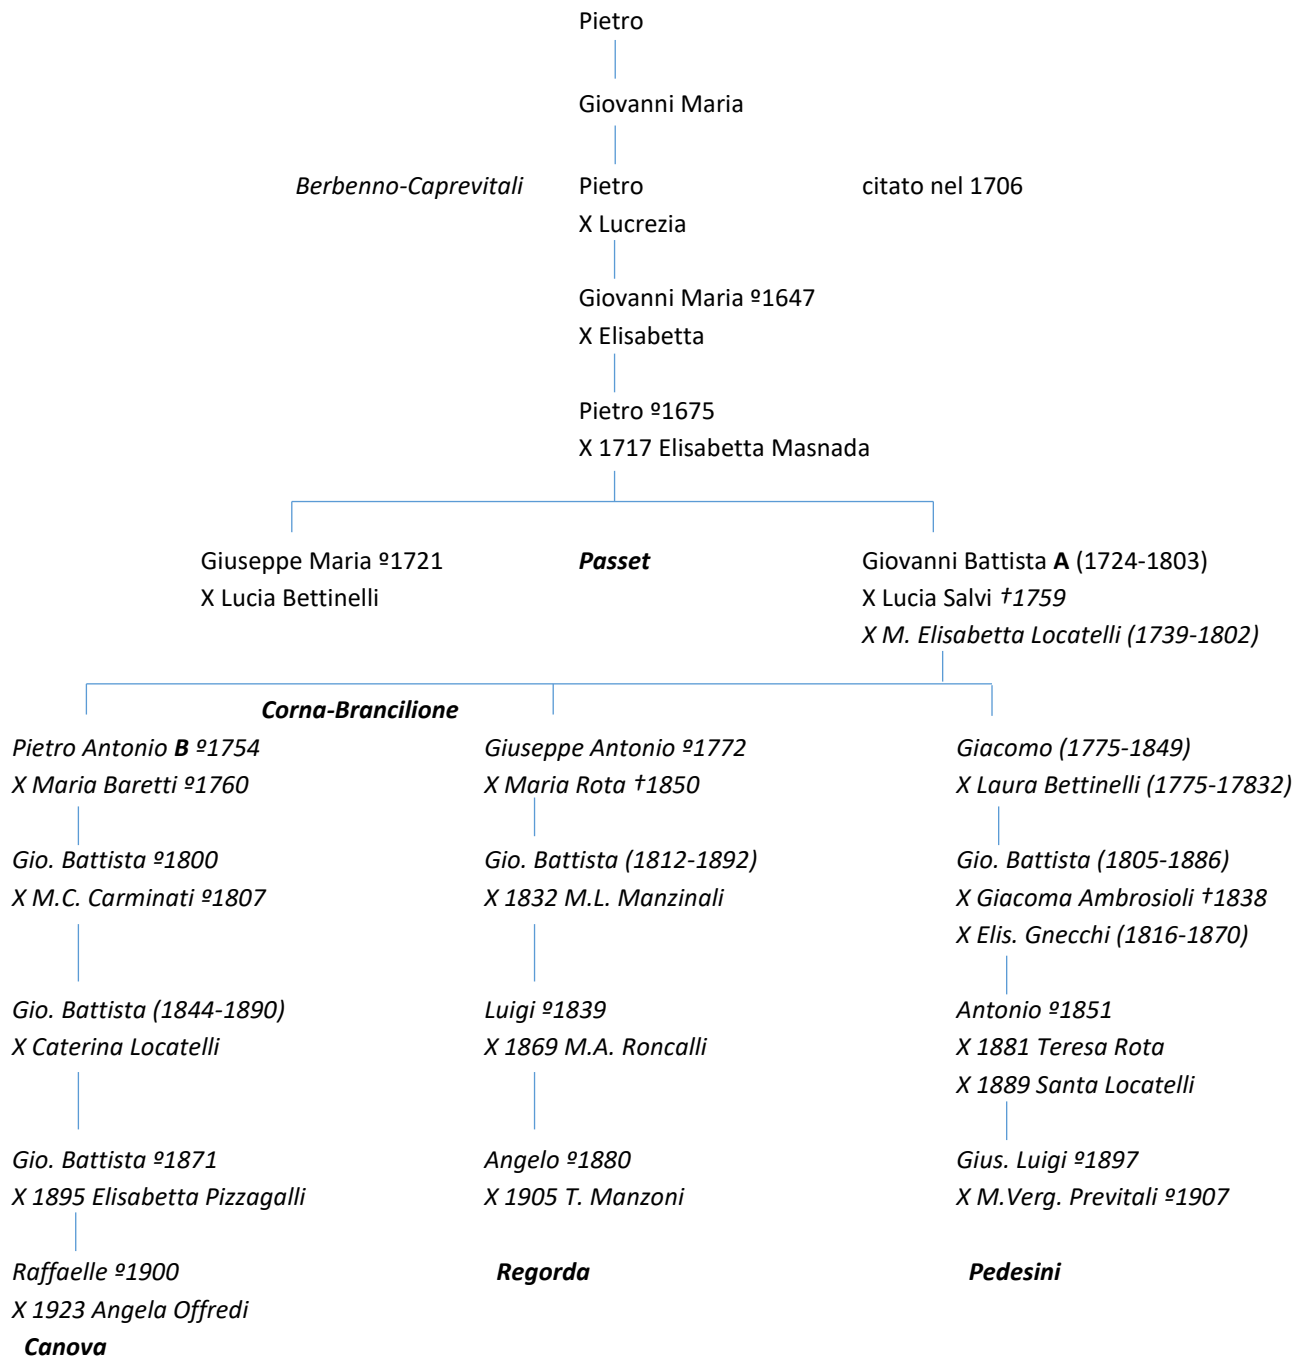 Pietro
Giovanni Maria
Berbenno-Caprevitali Pietro citato nel 1706
X Lucrezia
Giovanni Maria º1647
X Elisabetta
Pietro º1675
X 1717 Elisabetta Masnada
Giuseppe Maria º1721 Passet Giovanni Battista A (1724-1803)
X Lucia Bettinelli X Lucia Salvi †1759
X M. Elisabetta Locatelli (1739-1802)
Corna-Brancilione
Pietro Antonio B º1754 Giuseppe Antonio º1772 Giacomo (1775-1849)
X Maria Baretti º1760 X Maria Rota †1850 X Laura Bettinelli (1775-17832)
Gio. Battista º1800 Gio. Battista (1812-1892) Gio. Battista (1805-1886)
X M.C. Carminati º1807 X 1832 M.L. Manzinali X Giacoma Ambrosioli †1838
X Elis. Gnecchi (1816-1870)
Gio. Battista (1844-1890) Luigi º1839 Antonio º1851
X Caterina Locatelli X 1869 M.A. Roncalli X 1881 Teresa Rota
X 1889 Santa Locatelli
Gio. Battista º1871 Angelo º1880 Gius. Luigi º1897
X 1895 Elisabetta Pizzagalli X 1905 T. Manzoni X M.Verg. Previtali º1907
Raffaelle º1900 Regorda Pedesini
X 1923 Angela Offredi
Canova